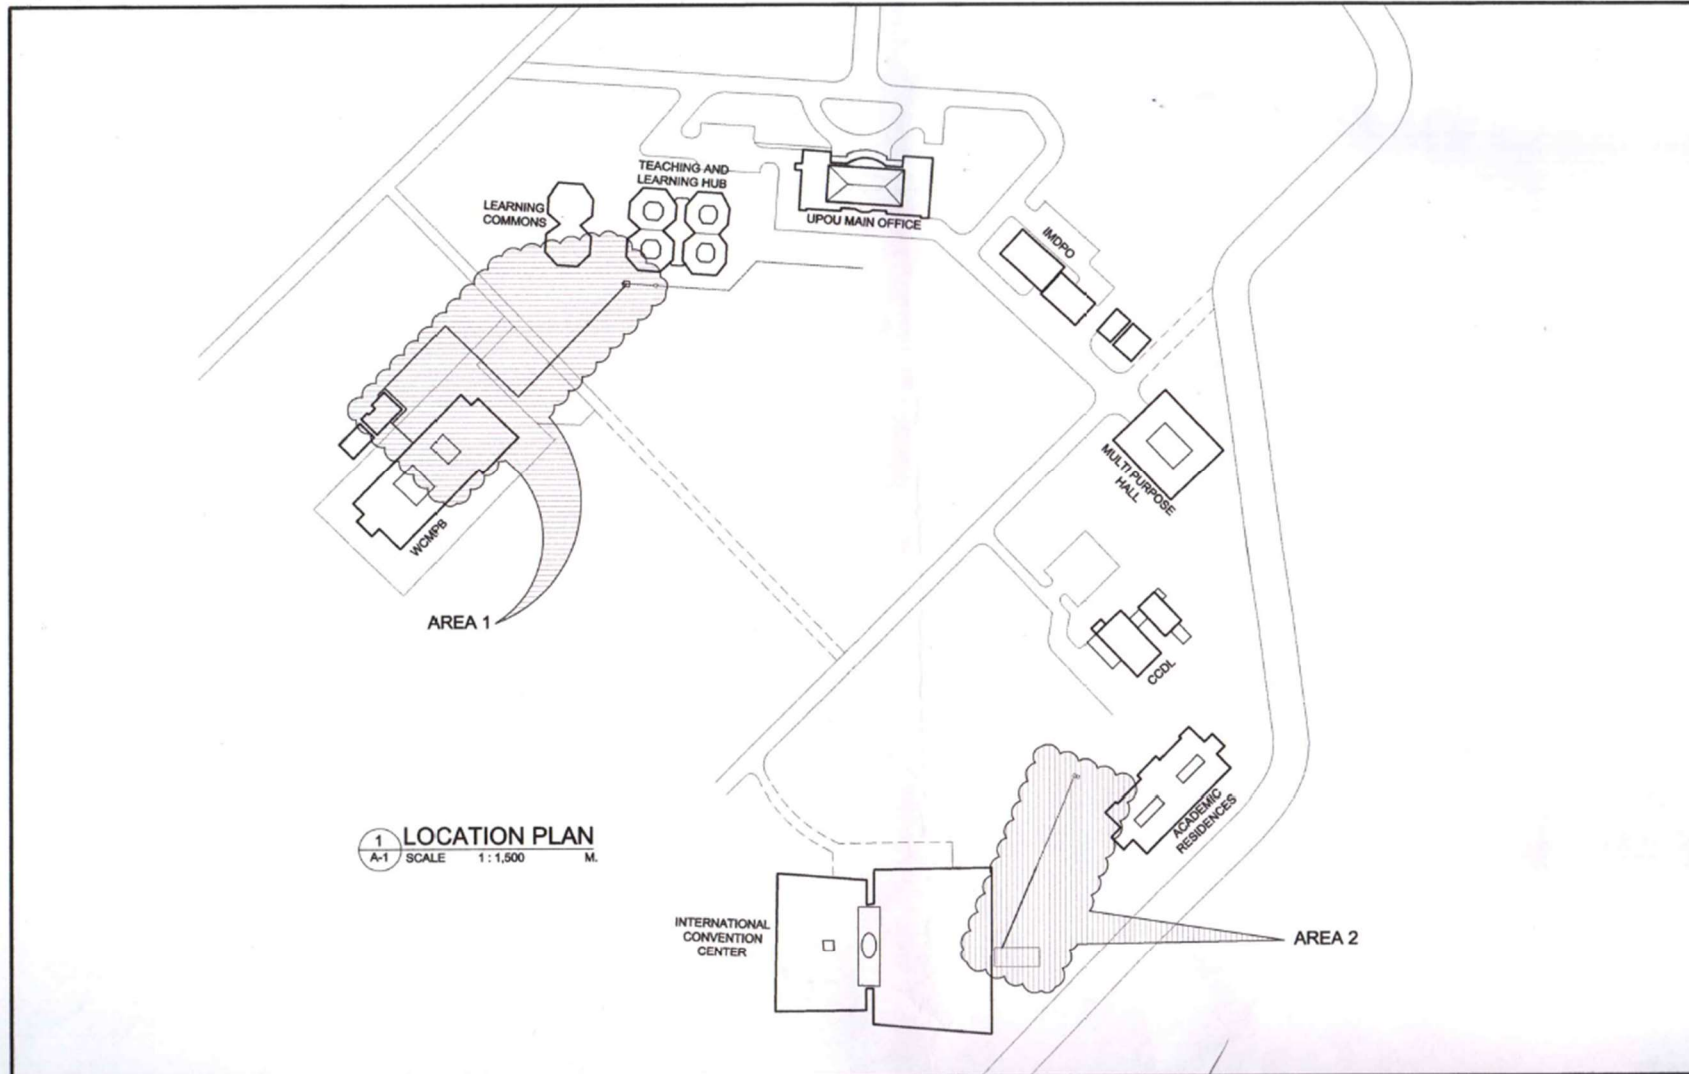 TEACHING AND
LEARNING HUB
LEARNING
COMMONS
UPOU MAIN OFFICE
IMDPO
MULTI PURPOSE
HALL
WCMPB
AREA 1
CCDL
1
A-1
LOCATION PLAN
SCALE 1 : 1,500 M.
ACADEMIC
RESIDENCES
INTERNATIONAL
CONVENTION
CENTER
AREA 2